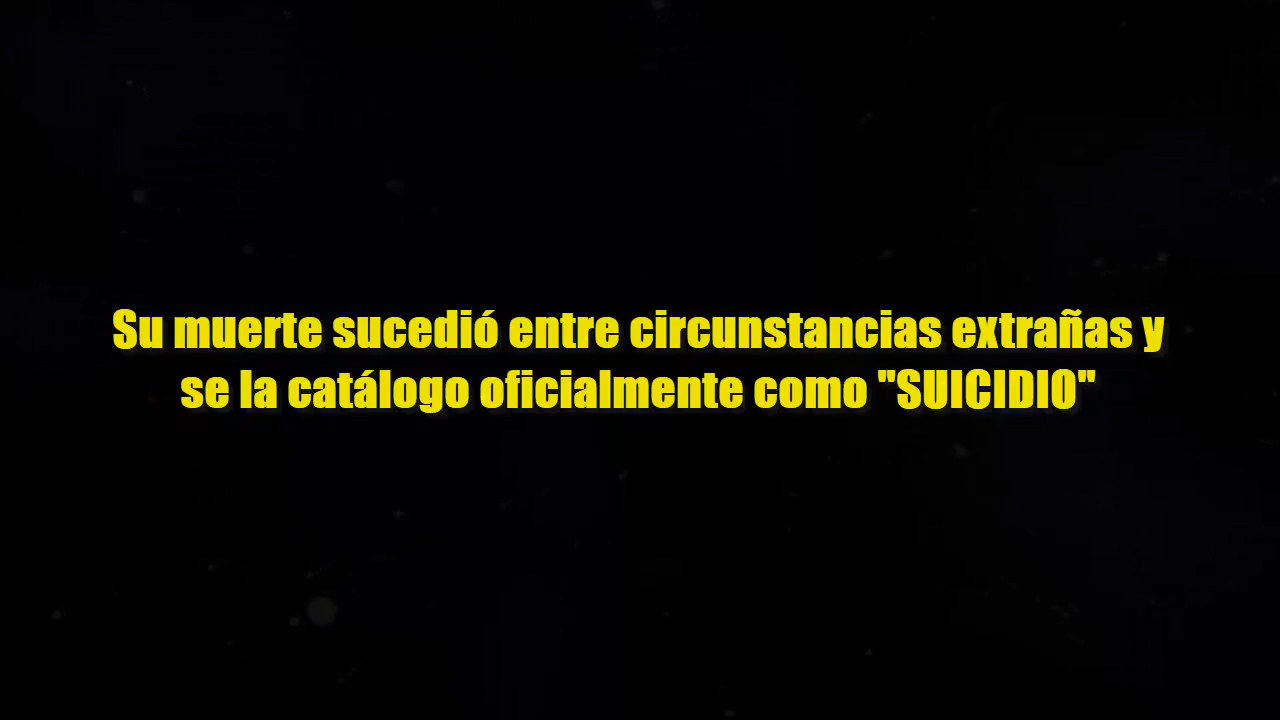 Su muerte sucedió entre circunstancias extrañas y
se la catálogo oficialmente como "SUICIDIO"